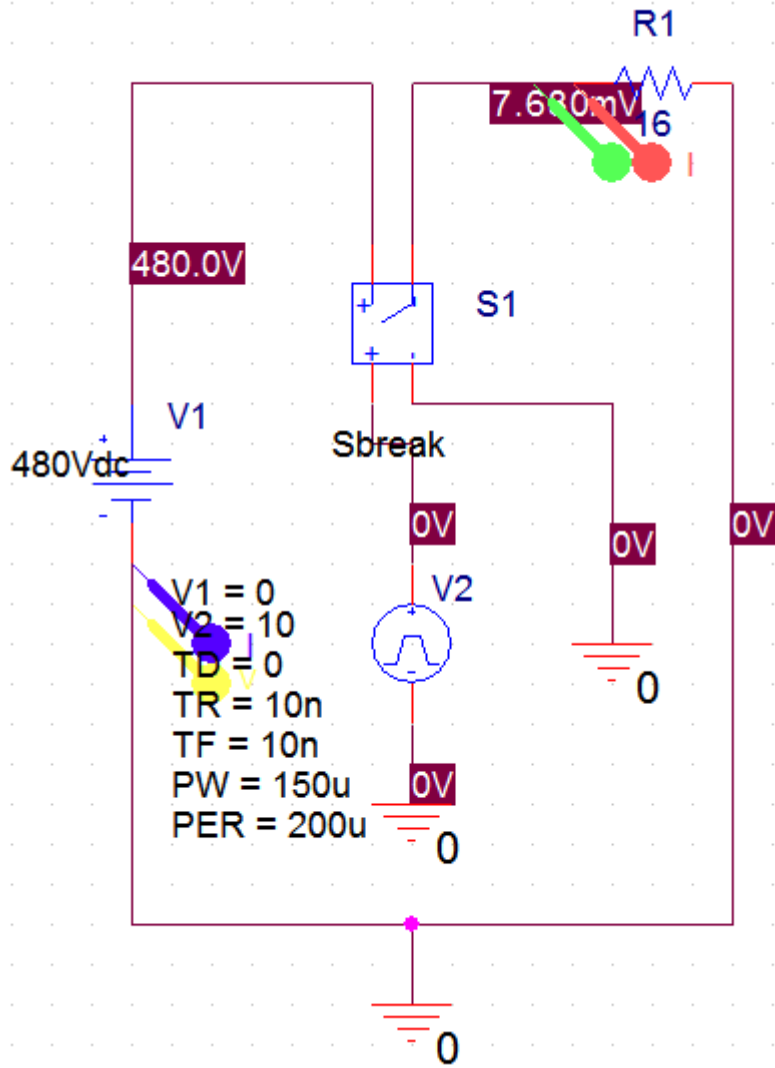 R1
7.680mV
16
I
480.0V
+
-
S1
+
-
V1
+
480Vdc
-
Sbreak
0V
0V
0V
V1 = 0
V2 = 10
TD = 0
TR = 10n
TF = 10n
PW = 150u
PER = 200u
I
V
V2
+
-
0
0V
0
0